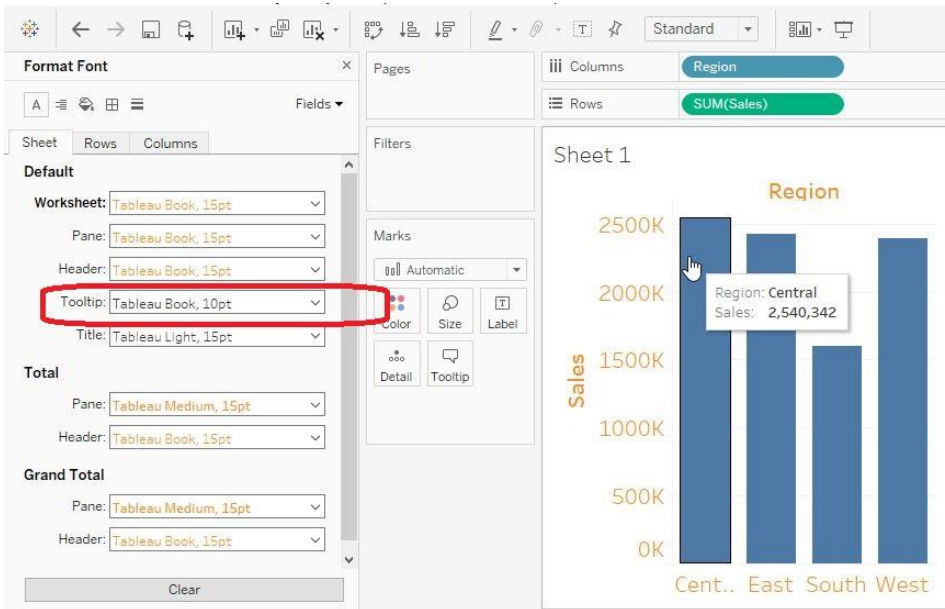 Standard
Format Font
×
A
Fields
Sheet Rows Columns
Default
Worksheet: Tableau Book, 15pt
Pane: Tableau Book, 15pt
Header: Tableau Book, 15pt
Tooltip: Tableau Book, 10pt
Title: Tableau Light, 15pt
Total
Pane: Tableau Medium, 15pt
Header: Tableau Book, 15pt
Grand Total
Pane: Tableau Medium, 15pt
Header: Tableau Book, 15pt
Clear
Pages
Filters
Marks
Automatic
Color Size Label
Detail Tooltip
Columns Region
Rows SUM(Sales)
Sheet 1
Region
2500K
2000K
1500K
1000K
500K
0K
Sales
Region: Central
Sales: 2,540,342
Cent.. East South West